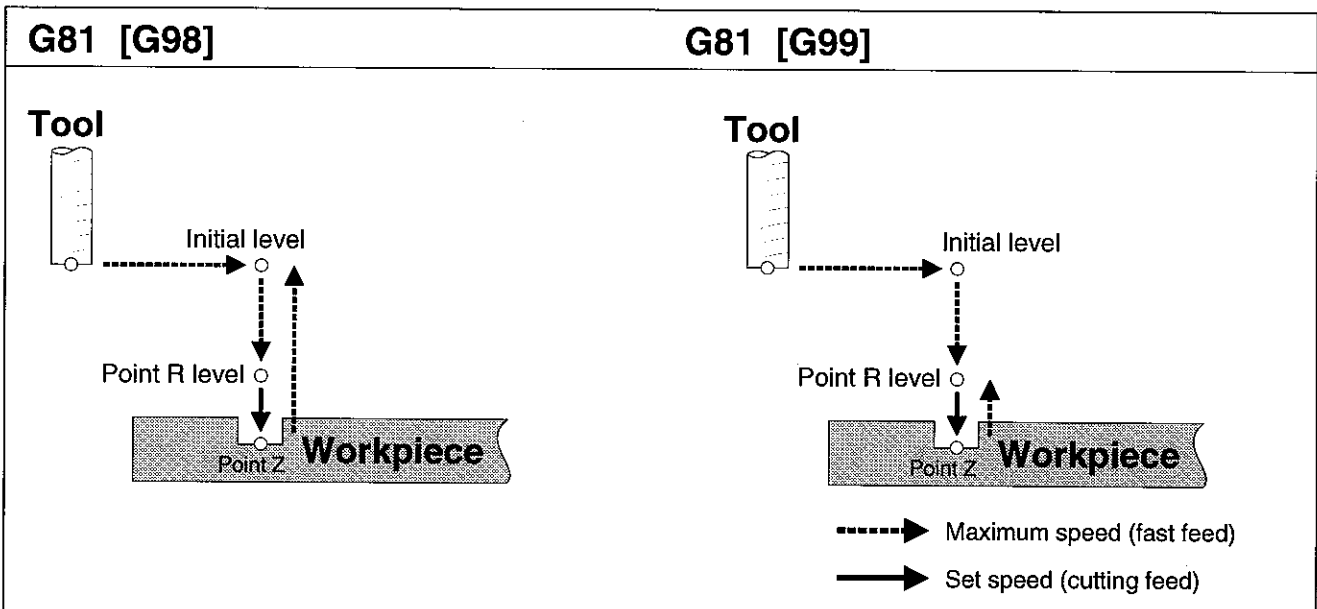 G81 [G98]
G81 [G99]
Tool
Initial level
Point R level
Point Z
Workpiece
Tool
Initial level
Point R level
Point Z
Workpiece
Maximum speed (fast feed)
Set speed (cutting feed)